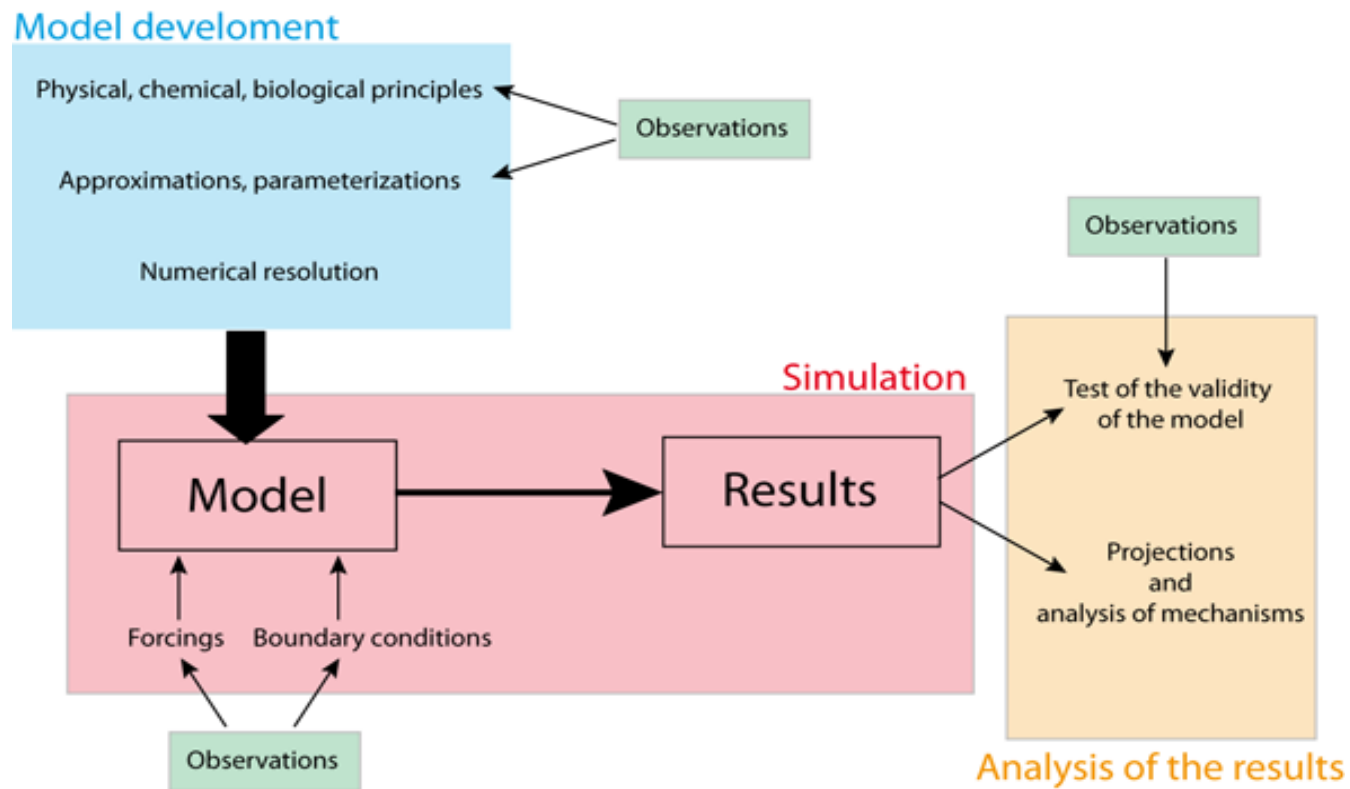 Model develoment
Physical, chemical, biological principles
Observations
Approximations, parameterizations
Numerical resolution
Observations
Simulation
Test of the validity
of the model
Model
Results
Projections
and
analysis of mechanisms
Forcings
Boundary conditions
Observations
Analysis of the results